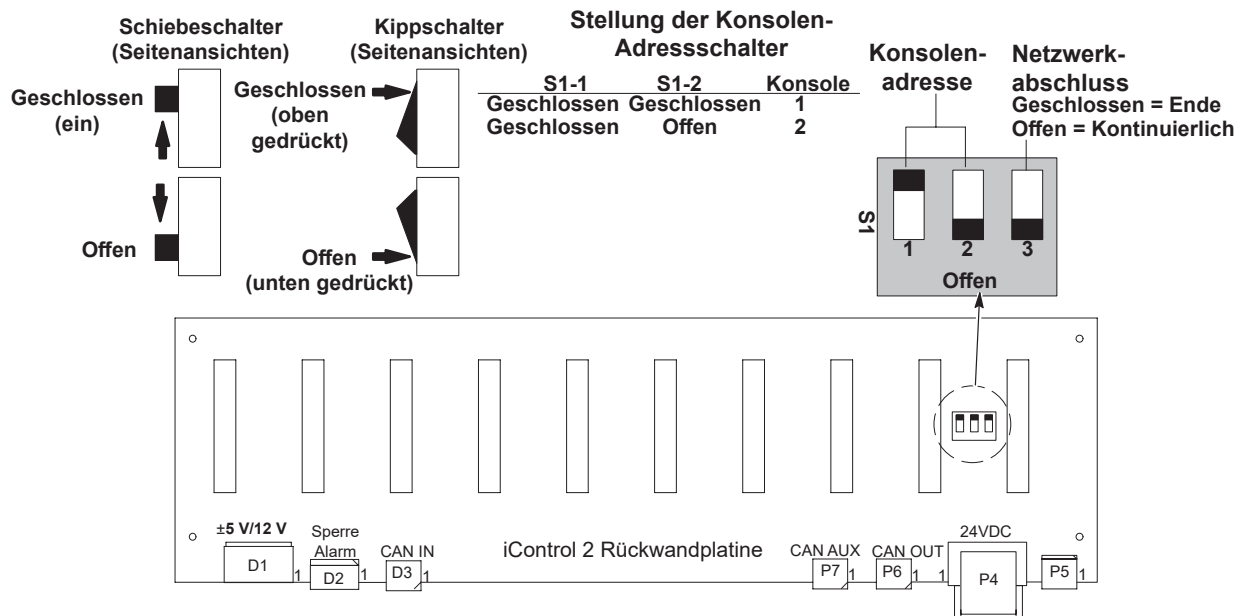 Schiebeschalter
(Seitenansichten)
Geschlossen
(ein)
Offen
Kippschalter
(Seitenansichten)
Geschlossen
(oben
gedrückt)
Offen
(unten gedrückt)
Stellung der Konsolen-
Adressschalter
S1-1 S1-2 Konsole
Geschlossen Geschlossen 1
Geschlossen Offen 2
Konsolen-
adresse
Netzwerk-
abschluss
Geschlossen = Ende
Offen = Kontinuierlich
S1
1 2 3
Offen
±5 V/12 V
D1 1
Sperre
Alarm
D2 1
CAN IN
D3 1
iControl 2 Rückwandplatine
CAN AUX
P7 1
CAN OUT
P6 1
24VDC
1 P4
P5 1